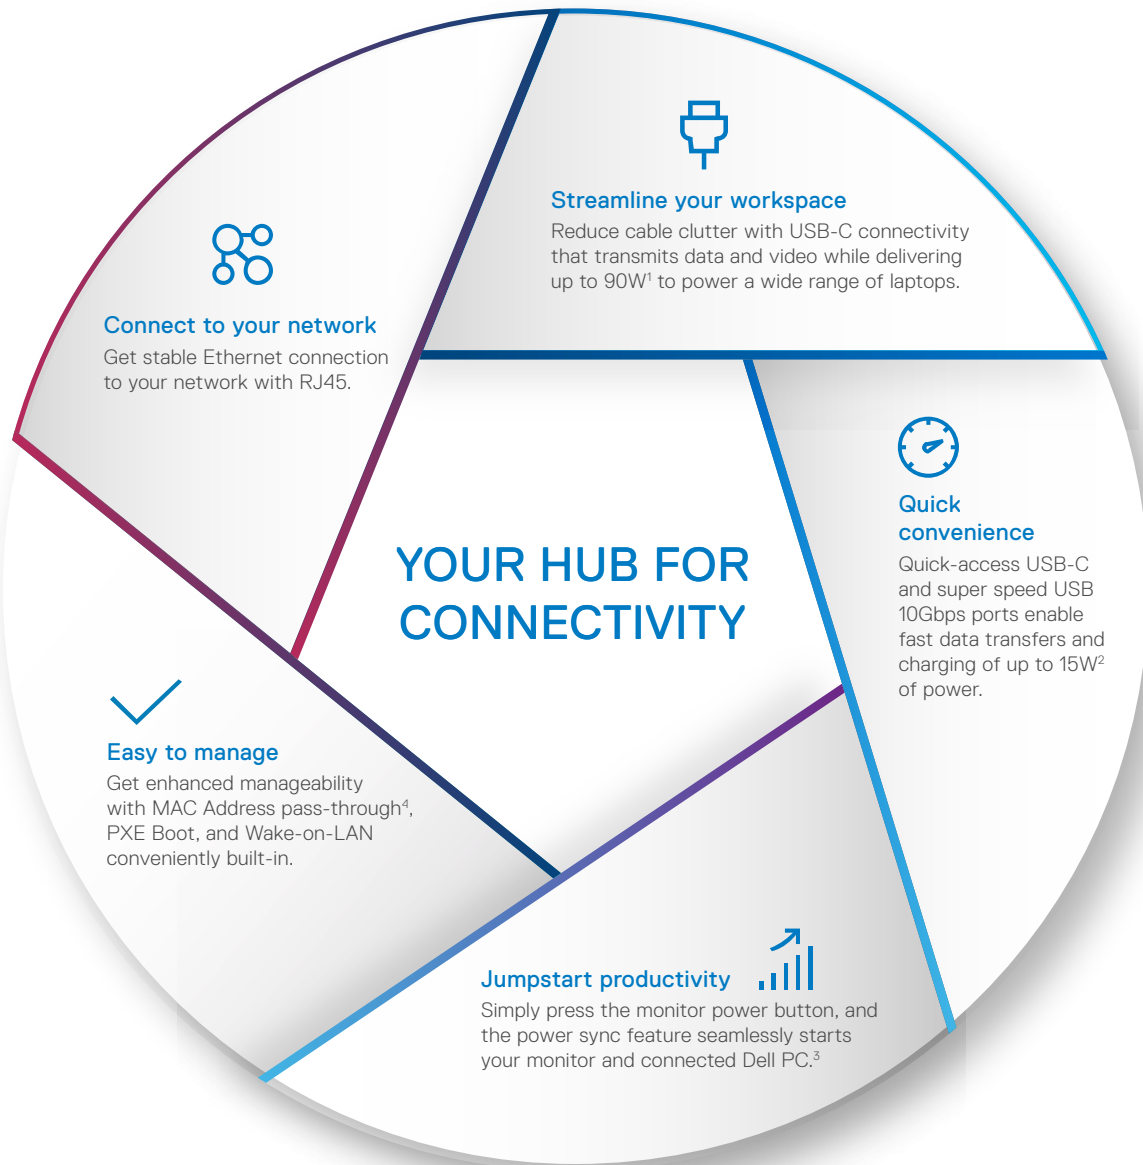 Streamline your workspace
Reduce cable clutter with USB-C connectivity
that transmits data and video while delivering
up to 90W¹ to power a wide range of laptops.
Connect to your network
Get stable Ethernet connection
to your network with RJ45.
Quick
convenience
Quick-access USB-C
and super speed USB
10Gbps ports enable
fast data transfers and
charging of up to 15W²
of power.
YOUR HUB FOR
CONNECTIVITY
Easy to manage
Get enhanced manageability
with MAC Address pass-through⁴,
PXE Boot, and Wake-on-LAN
conveniently built-in.
Jumpstart productivity
Simply press the monitor power button, and
the power sync feature seamlessly starts
your monitor and connected Dell PC.³